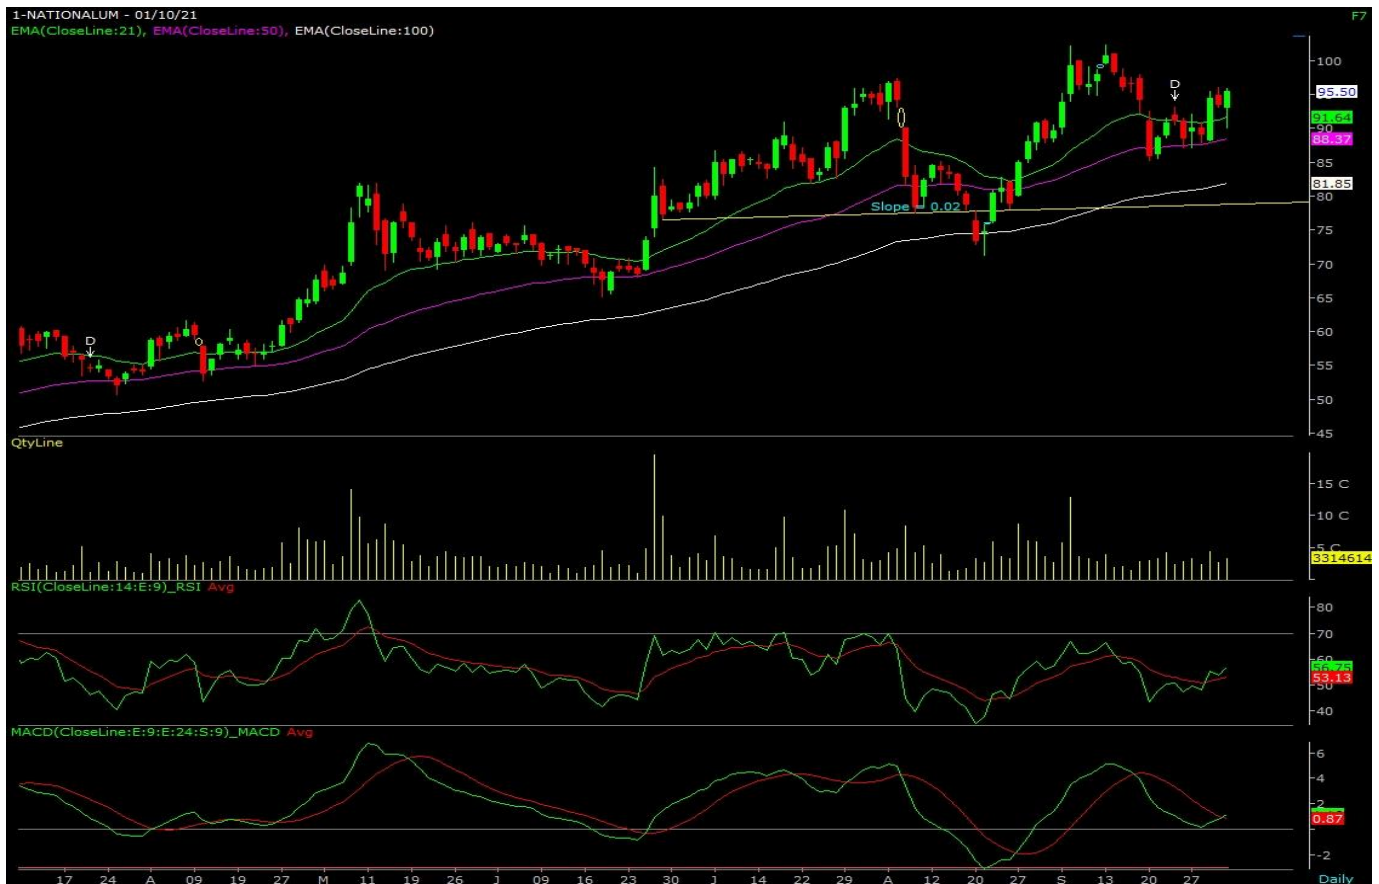 1-NATIONALUM - 01/10/21
F7
EMA(CloseLine:21), EMA(CloseLine:50), EMA(CloseLine:100)
100
95.50
D
91.64
90
88.37
85
81.85
80
Slope = 0.02
75
70
65
60
D
55
50
45
QtyLine
15 C
10 C
5 C
3314614
RSI(CloseLine:14:E:9)_RSI Avg
80
70
56.75
53.13
50
40
MACD(CloseLine:E:9:E:24:S:9)_MACD Avg
6
4
2
0.87
-2
17 24 A 09 19 27 M 11 19 26 J 09 16 23 30 J 14 22 29 A 12 20 27 S 13 20 27
Daily